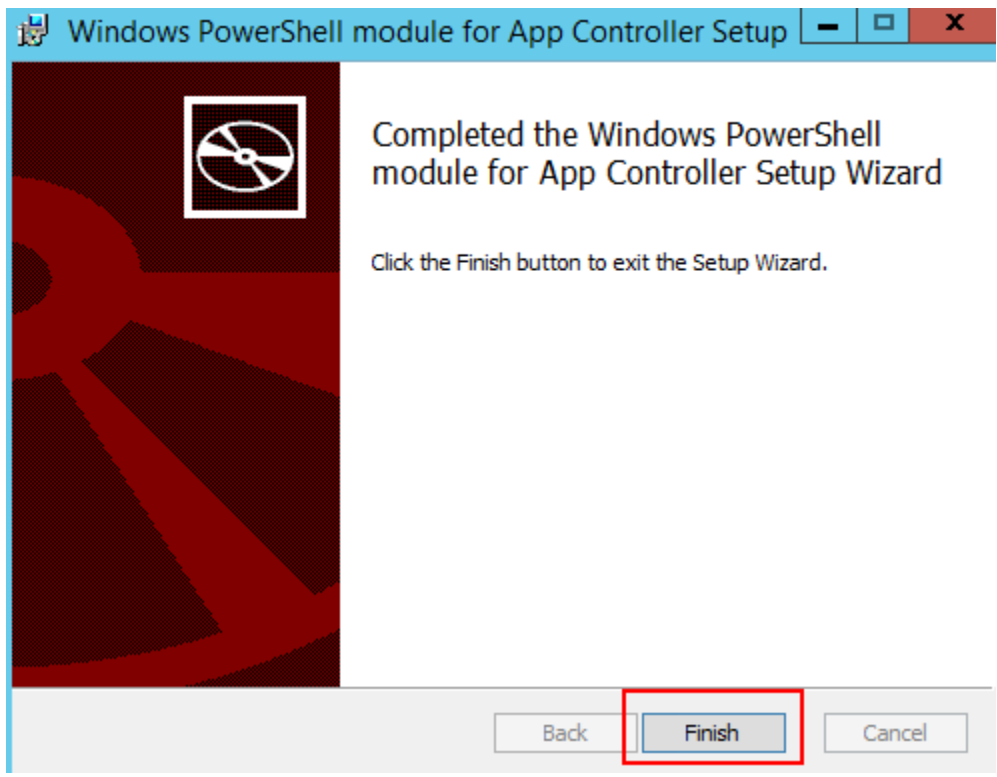 Windows PowerShell module for App Controller Setup
Completed the Windows PowerShell
module for App Controller Setup Wizard
Click the Finish button to exit the Setup Wizard.
Back
Finish
Cancel